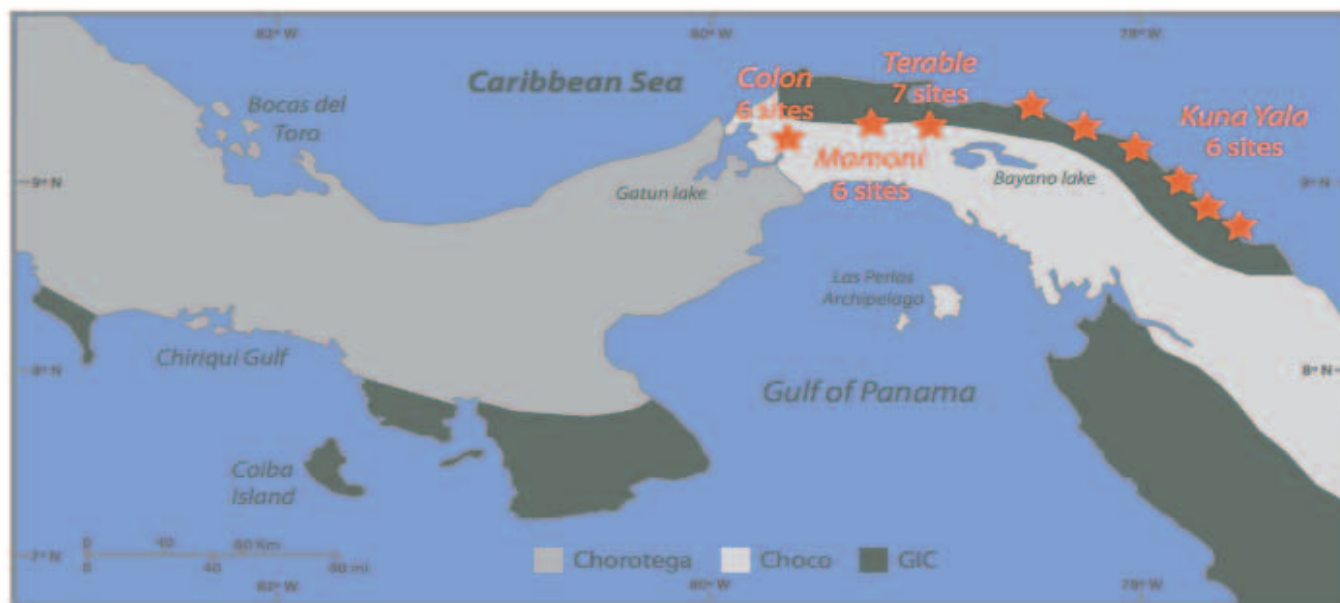 82° W
80° W
78° W
Caribbean Sea
Bocas del
Toro
Colon
6 sites
Terable
7 sites
Kuna Yala
6 sites
Mamoni
6 sites
9° N
Gatun lake
Bayano lake
9° N
Las Perlas
Archipelago
Chiriqui Gulf
8° N
8° N
Gulf of Panama
Coiba
Island
7° N
0
40
80 Km
0
40
80 mi
Chorotega
Choco
GIC
82° W
80° W
78° W